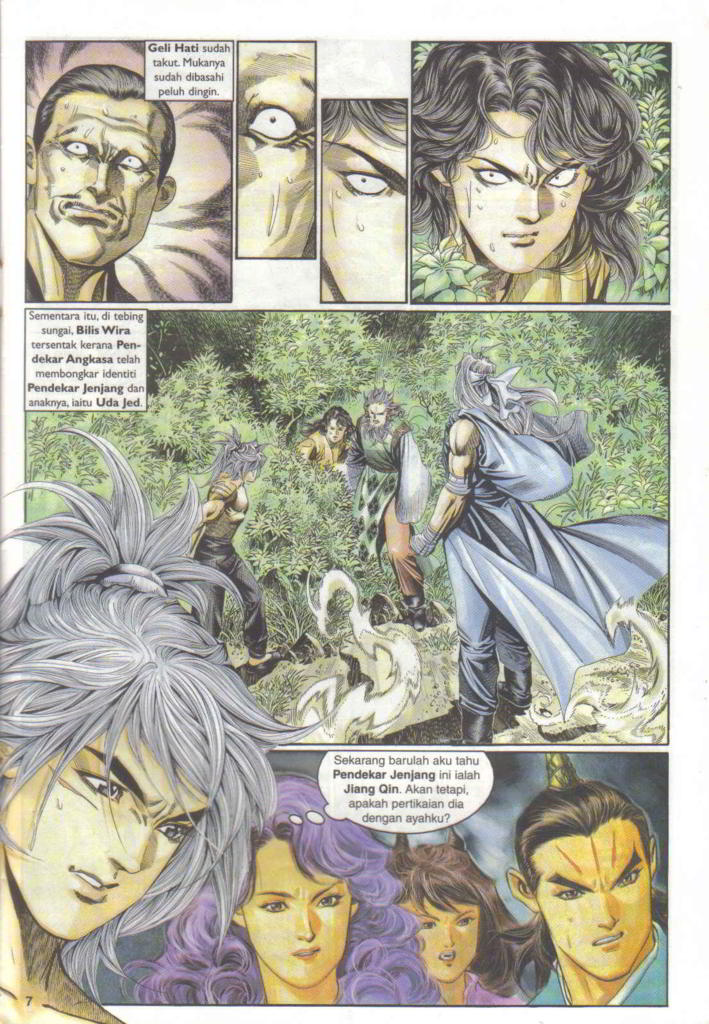 Geli Hati sudah
takut. Mukanya
sudah dibasahi
peluh dingin.
Sementara itu, di tebing
sungai, Bilis Wira
tersentak kerana Pen-
dekar Angkasa telah
membongkar identiti
Pendekar Jenjang dan
anaknya, iaitu Uda Jed.
Sekarang barulah aku tahu
Pendekar Jenjang ini ialah
Jiang Qin. Akan tetapi,
apakah pertikaian dia
dengan ayahku?
7